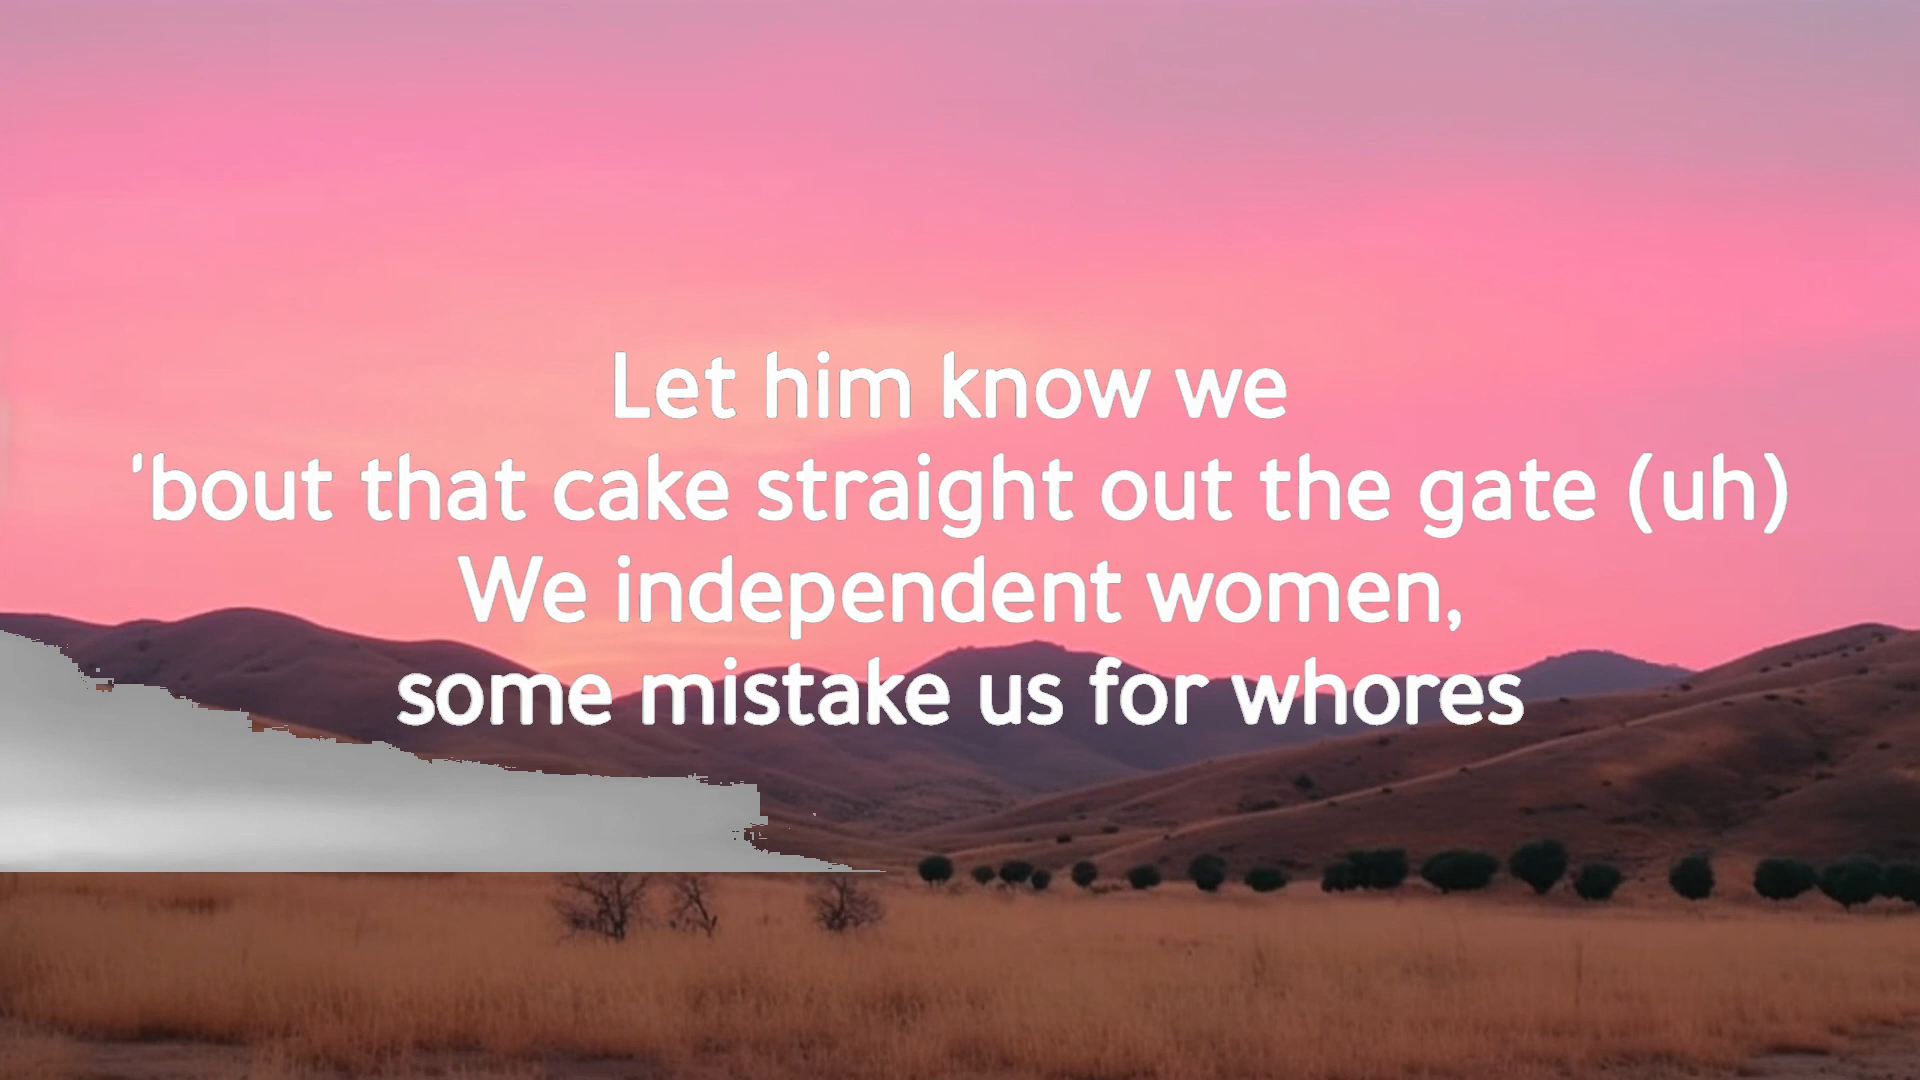 Let him know we
'bout that cake straight out the gate (uh)
We independent women,
some mistake us for whores